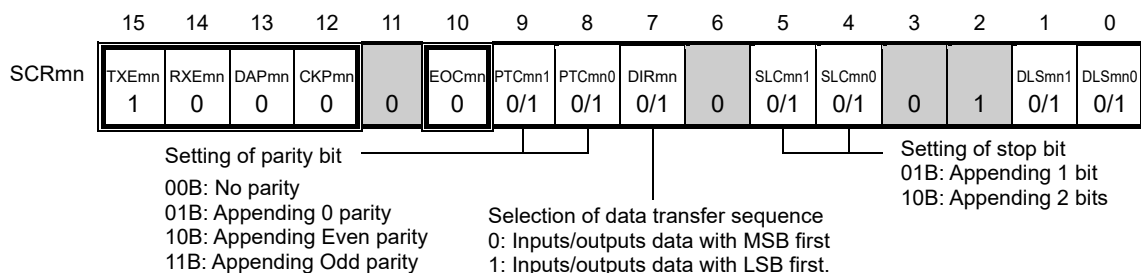 15 14 13 12 11 10 9 8 7 6 5 4 3 2 1 0
SCRmn TXEmn RXEmn DAPmn CKPmn EOCmn PTCmn1 PTCmn0 DIRmn SLCmn1 SLCmn0 DLSmn1 DLSmn0
1 0 0 0 0 0 0/1 0/1 0/1 0 0/1 0/1 0 1 0/1 0/1
Setting of parity bit
00B: No parity
01B: Appending 0 parity
10B: Appending Even parity
11B: Appending Odd parity
Selection of data transfer sequence
0: Inputs/outputs data with MSB first
1: Inputs/outputs data with LSB first.
Setting of stop bit
01B: Appending 1 bit
10B: Appending 2 bits